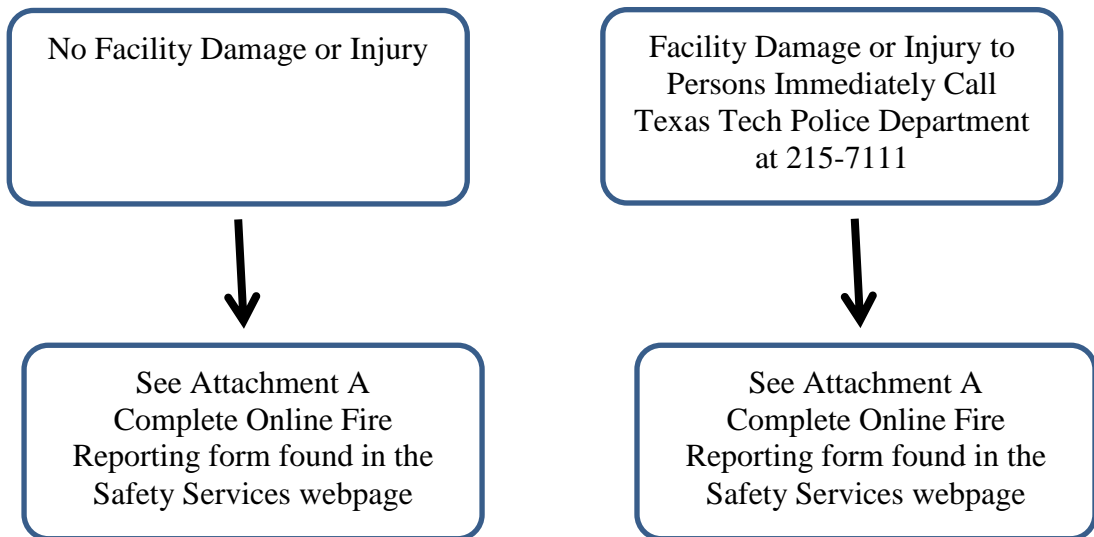 No Facility Damage or Injury
Facility Damage or Injury to
Persons Immediately Call
Texas Tech Police Department
at 215-7111
See Attachment A
Complete Online Fire
Reporting form found in the
Safety Services webpage
See Attachment A
Complete Online Fire
Reporting form found in the
Safety Services webpage